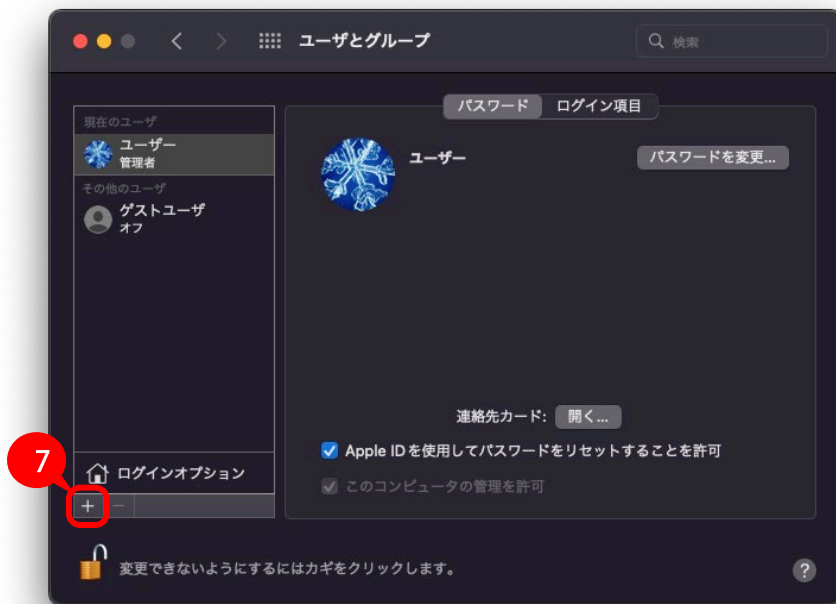 ユーザとグループ
検索
現在のユーザ
ユーザー
管理者
その他のユーザ
ゲストユーザ
オフ
ログインオプション
+ −
7
パスワード ログイン項目
ユーザー
パスワードを変更...
連絡先カード: 開く...
Apple IDを使用してパスワードをリセットすることを許可
このコンピュータの管理を許可
変更できないようにするにはカギをクリックします。
?